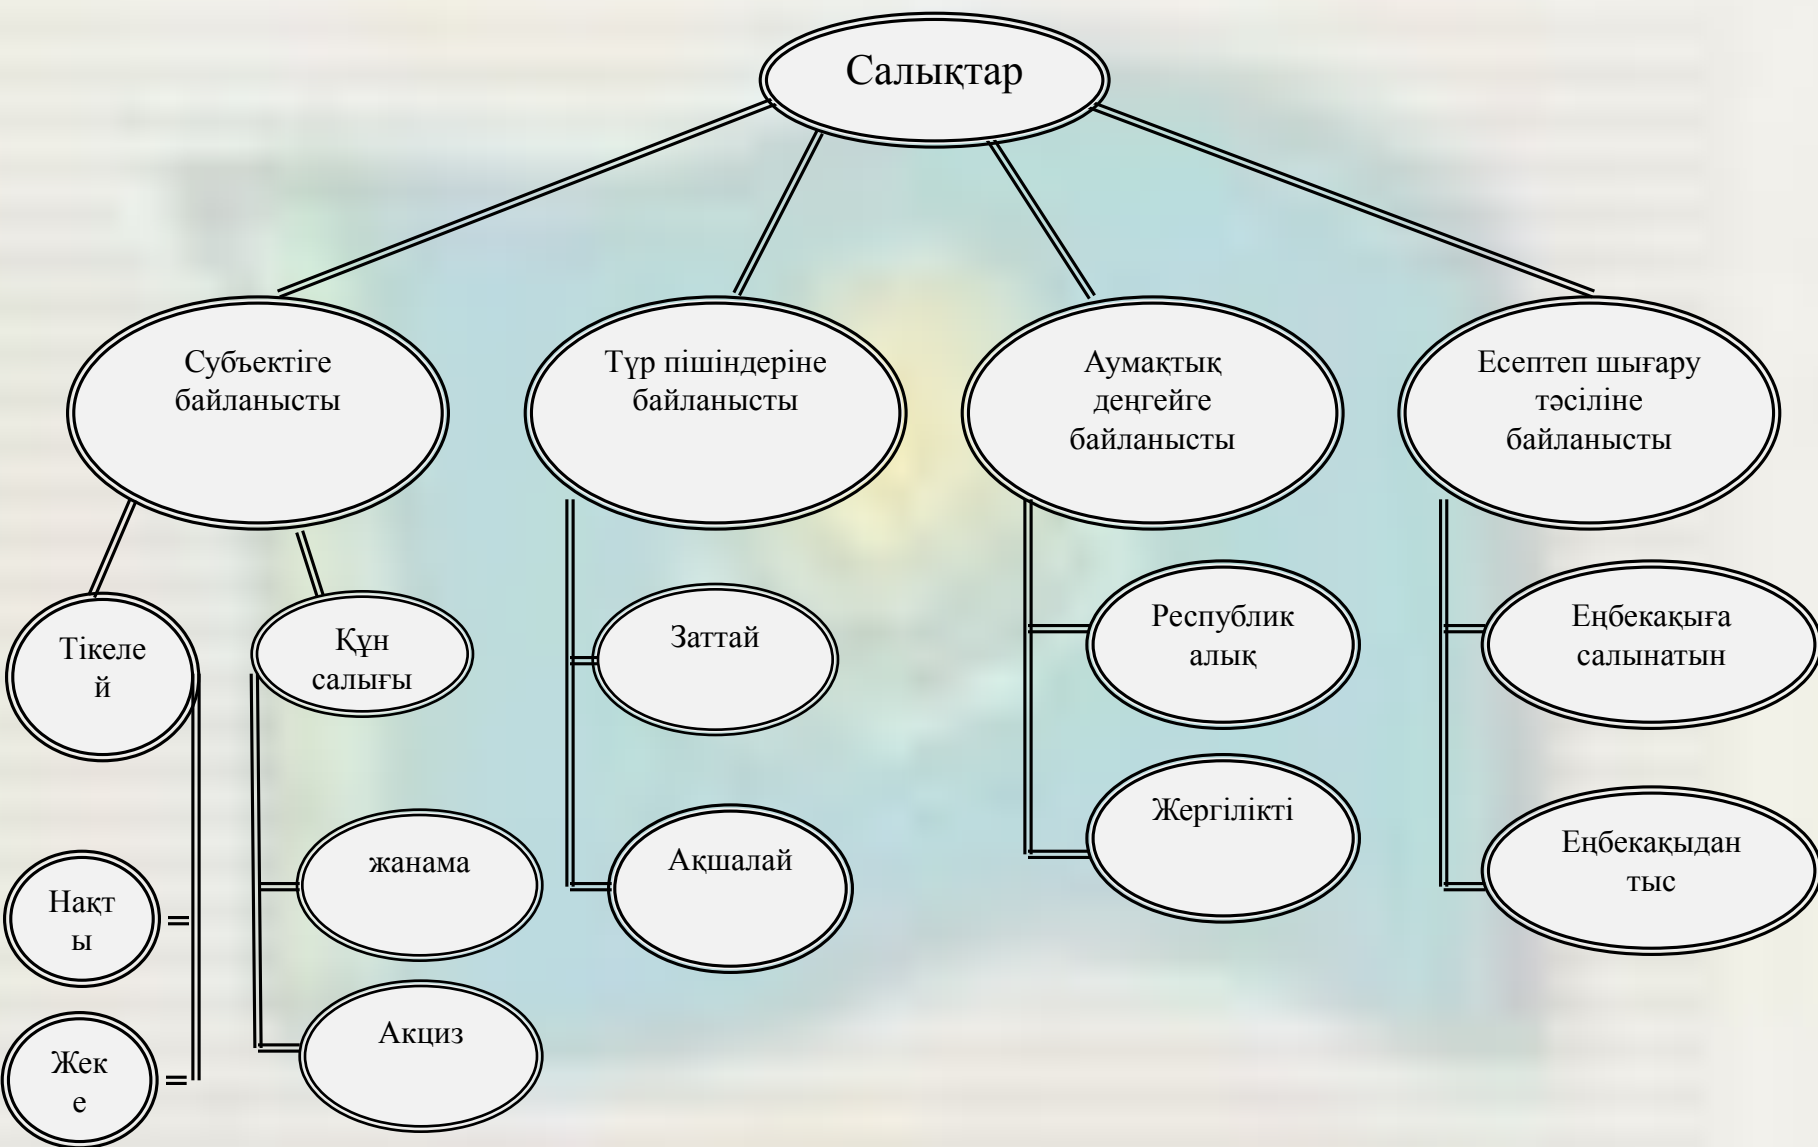 Салықтар
Субъектіге
байланысты
Түр пішіндеріне
байланысты
Аумақтық
деңгейге
байланысты
Есептеп шығару
тәсіліне
байланысты
Тікеле
й
Құн
салығы
Нақт
ы
Жек
е
жанама
Акциз
Заттай
Ақшалай
Республик
алық
Жергілікті
Еңбекақыға
салынатын
Еңбекақыдан
тыс